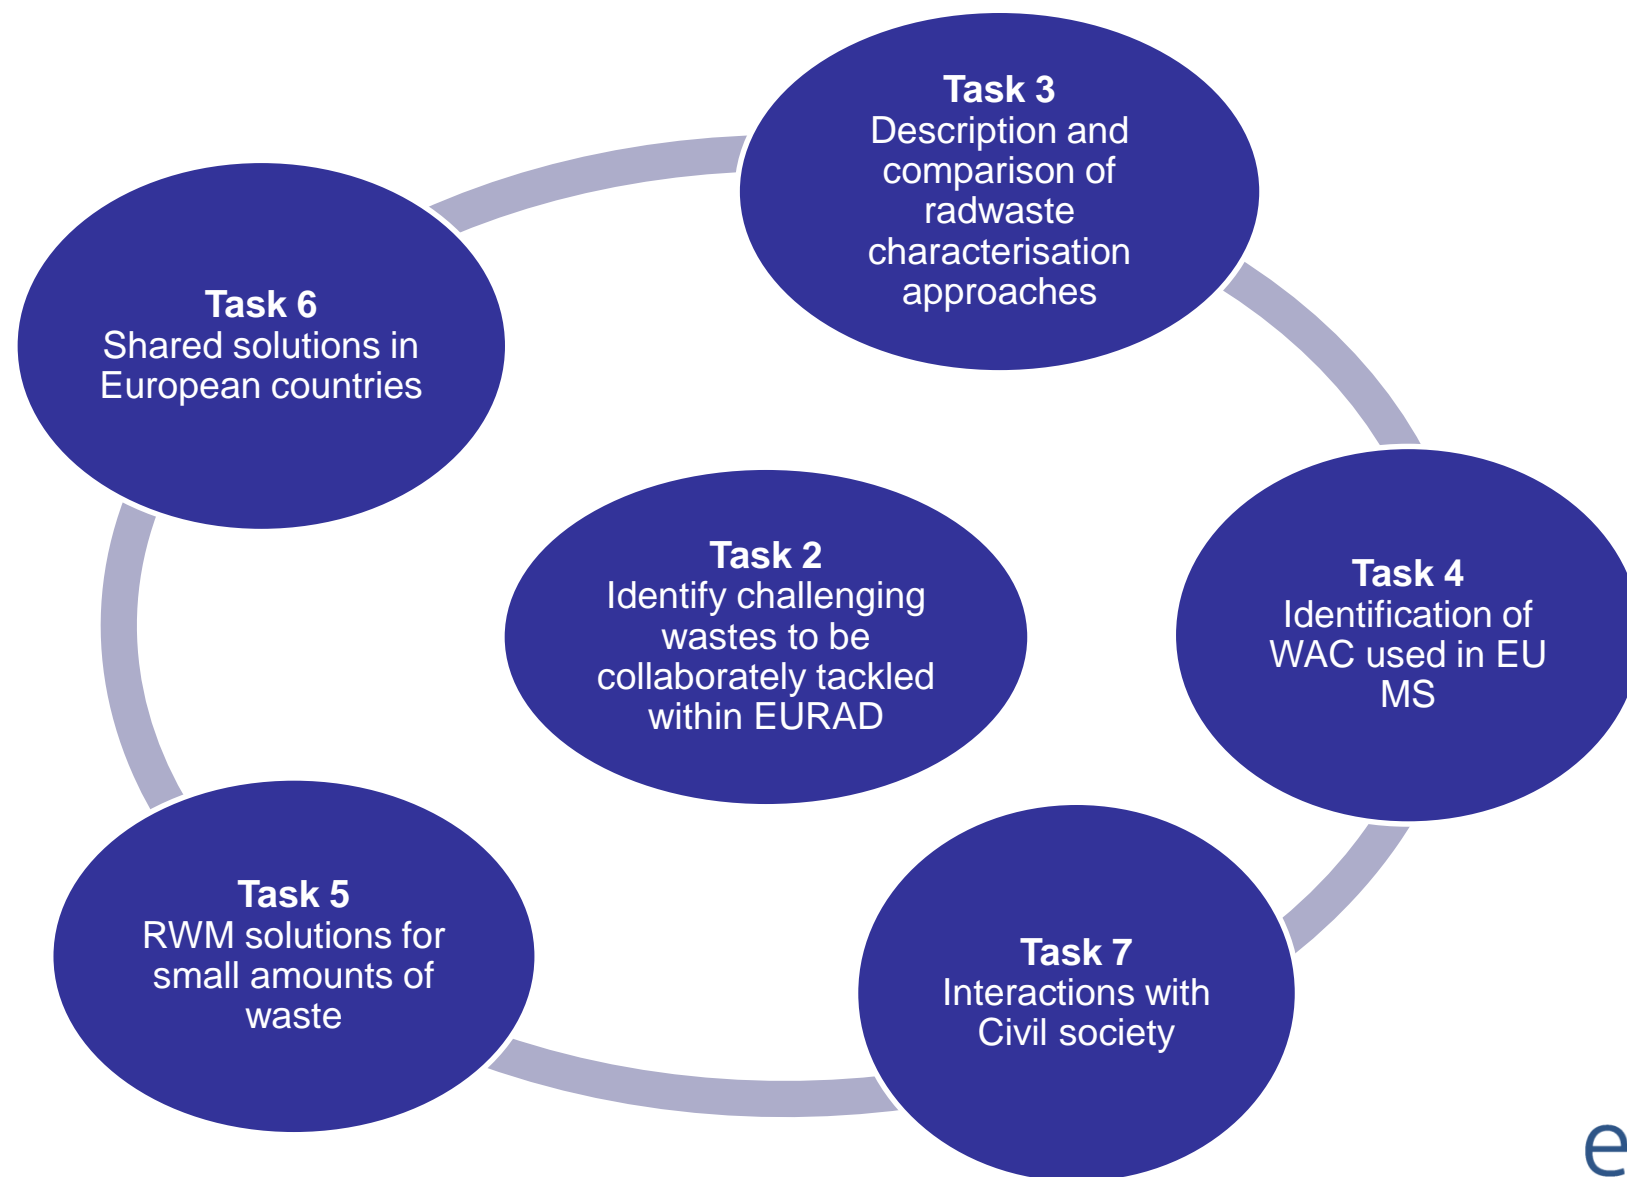 Task 3
Description and
comparison of
radwaste
characterisation
approaches
Task 6
Shared solutions in
European countries
Task 2
Identify challenging
wastes to be
collaborately tackled
within EURAD
Task 4
Identification of
WAC used in EU
MS
Task 5
RWM solutions for
small amounts of
waste
Task 7
Interactions with
Civil society
e